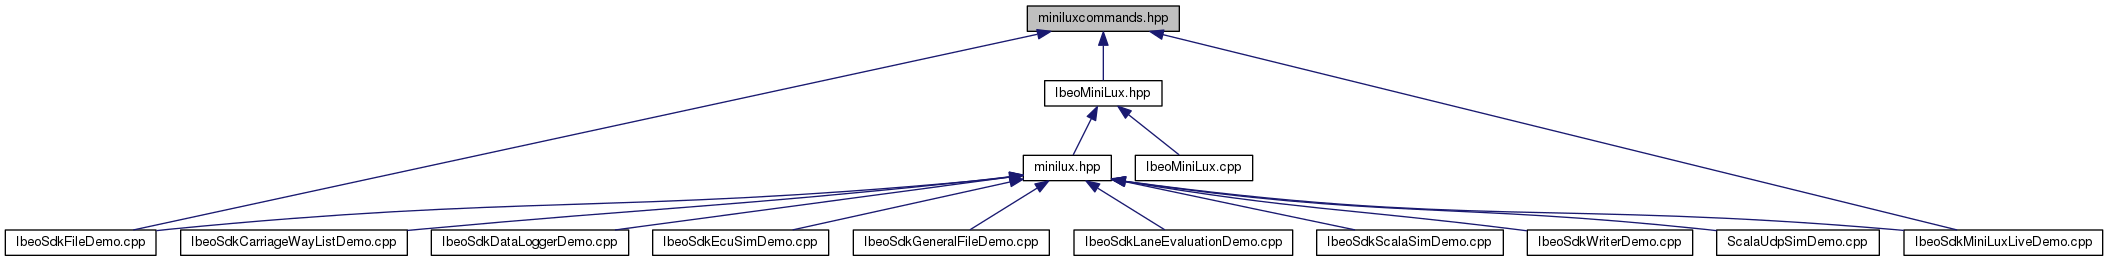 miniluxcommands.hpp
IbeoMiniLux.hpp
minilux.hpp
IbeoMiniLux.cpp
IbeoSdkFileDemo.cpp
IbeoSdkCarriageWayListDemo.cpp
IbeoSdkDataLoggerDemo.cpp
IbeoSdkEcuSimDemo.cpp
IbeoSdkGeneralFileDemo.cpp
IbeoSdkLaneEvaluationDemo.cpp
IbeoSdkScalaSimDemo.cpp
IbeoSdkWriterDemo.cpp
ScalaUdpSimDemo.cpp
IbeoSdkMiniLuxLiveDemo.cpp